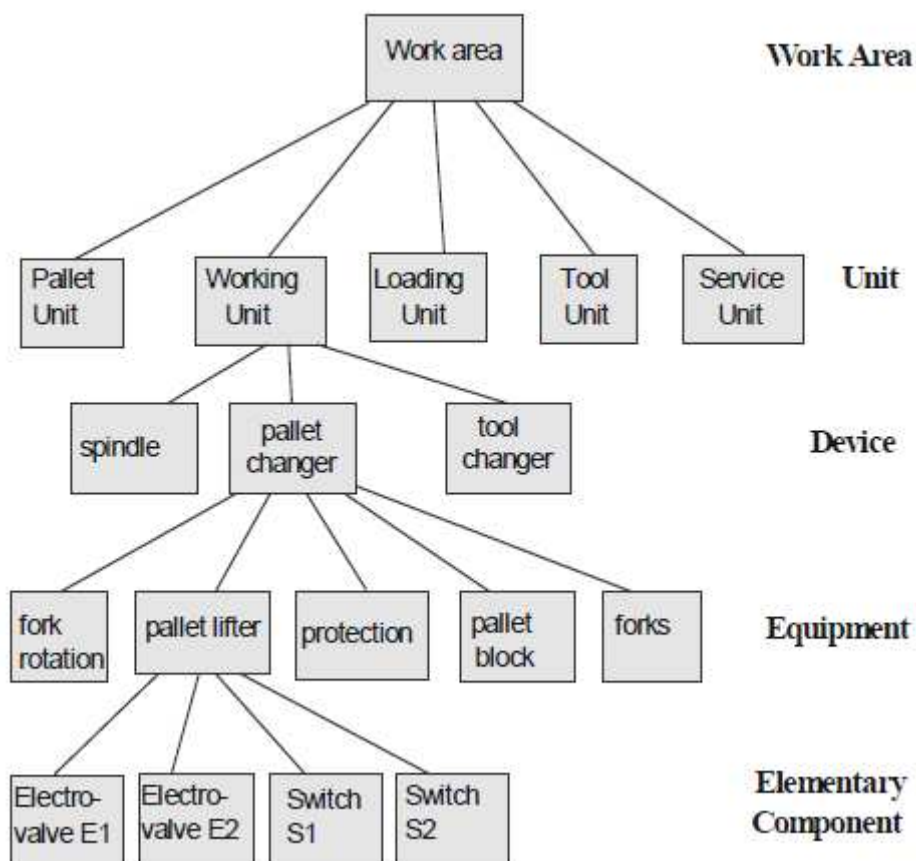 Work area
Work Area
Pallet
Unit
Working
Unit
Loading
Unit
Tool
Unit
Service
Unit
Unit
spindle
pallet
changer
tool
changer
Device
fork
rotation
pallet lifter
protection
pallet
block
forks
Equipment
Electro-
valve E1
Electro-
valve E2
Switch
S1
Switch
S2
Elementary
Component